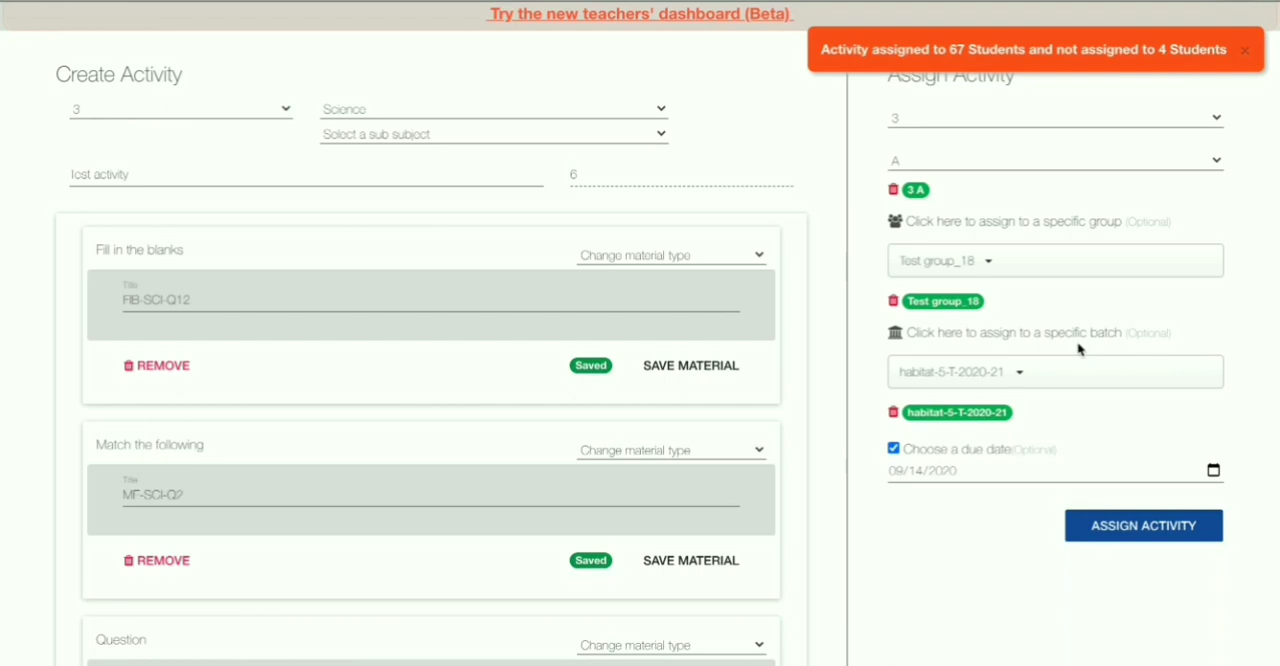 Try the new teachers' dashboard (Beta)
Activity assigned to 67 Students and not assigned to 4 Students ×
Create Activity
3
Science
Select a sub subject
Test activity
6
Fill in the blanks
Change material type
Title
FIB-SCI-Q12
REMOVE
Saved
SAVE MATERIAL
Match the following
Change material type
Title
MF-SCI-Q2
REMOVE
Saved
SAVE MATERIAL
Question
Change material type
Assign Activity
3
A
3 A
Click here to assign to a specific group (Optional)
Test group_18
Test group_18
Click here to assign to a specific batch (Optional)
habitat-5-T-2020-21
habitat-5-T-2020-21
Choose a due date(Optional)
09/14/2020
ASSIGN ACTIVITY